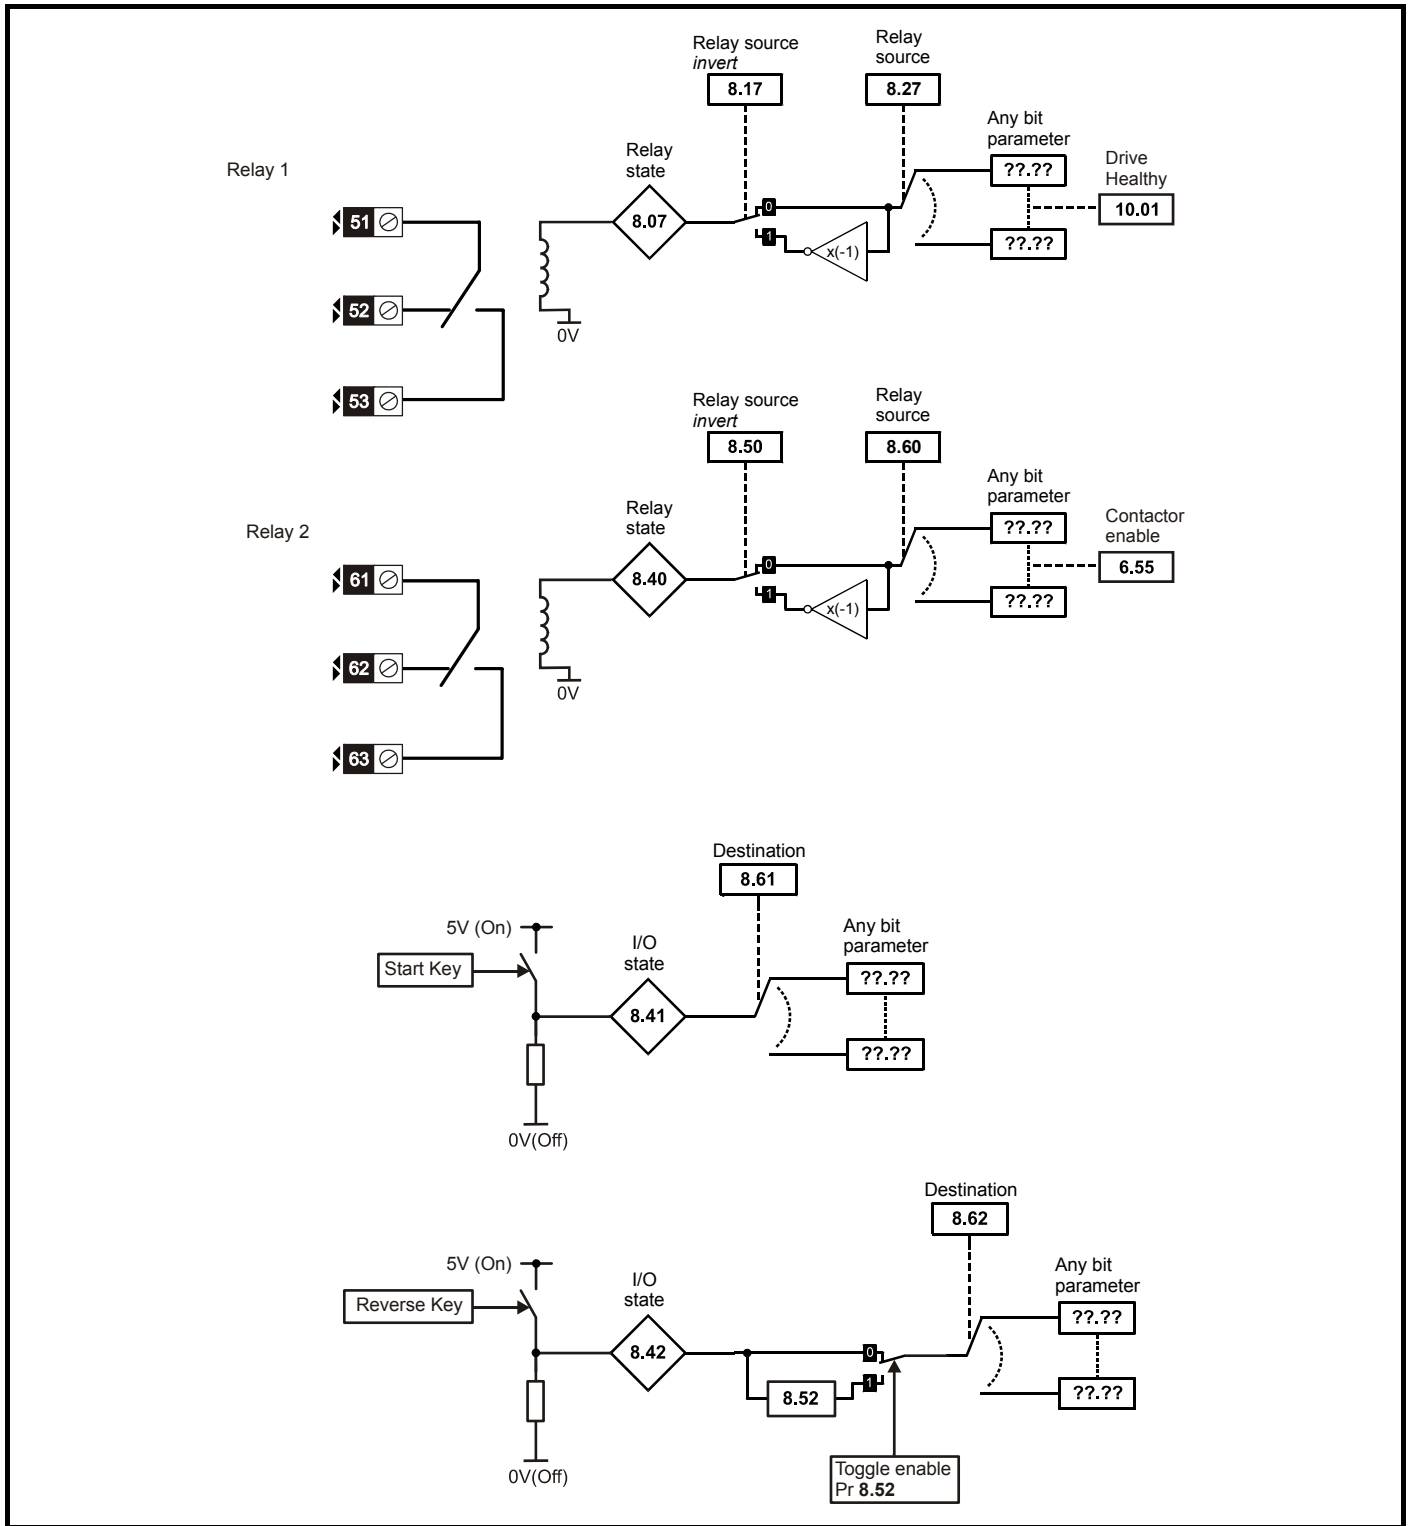 Relay source
invert
8.17
Relay
source
8.27
Any bit
parameter
??.??
Drive
Healthy
10.01
??.??
Relay 1
Relay
state
8.07
0
1
x(-1)
51
52
53
0V
Relay source
invert
8.50
Relay
source
8.60
Any bit
parameter
??.??
Contactor
enable
6.55
??.??
Relay 2
Relay
state
8.40
0
1
x(-1)
61
62
63
0V
Destination
8.61
5V (On)
Start Key
I/O
state
8.41
Any bit
parameter
??.??
??.??
0V(Off)
Destination
8.62
5V (On)
Reverse Key
I/O
state
8.42
0
1
8.52
Any bit
parameter
??.??
??.??
0V(Off)
Toggle enable
Pr 8.52